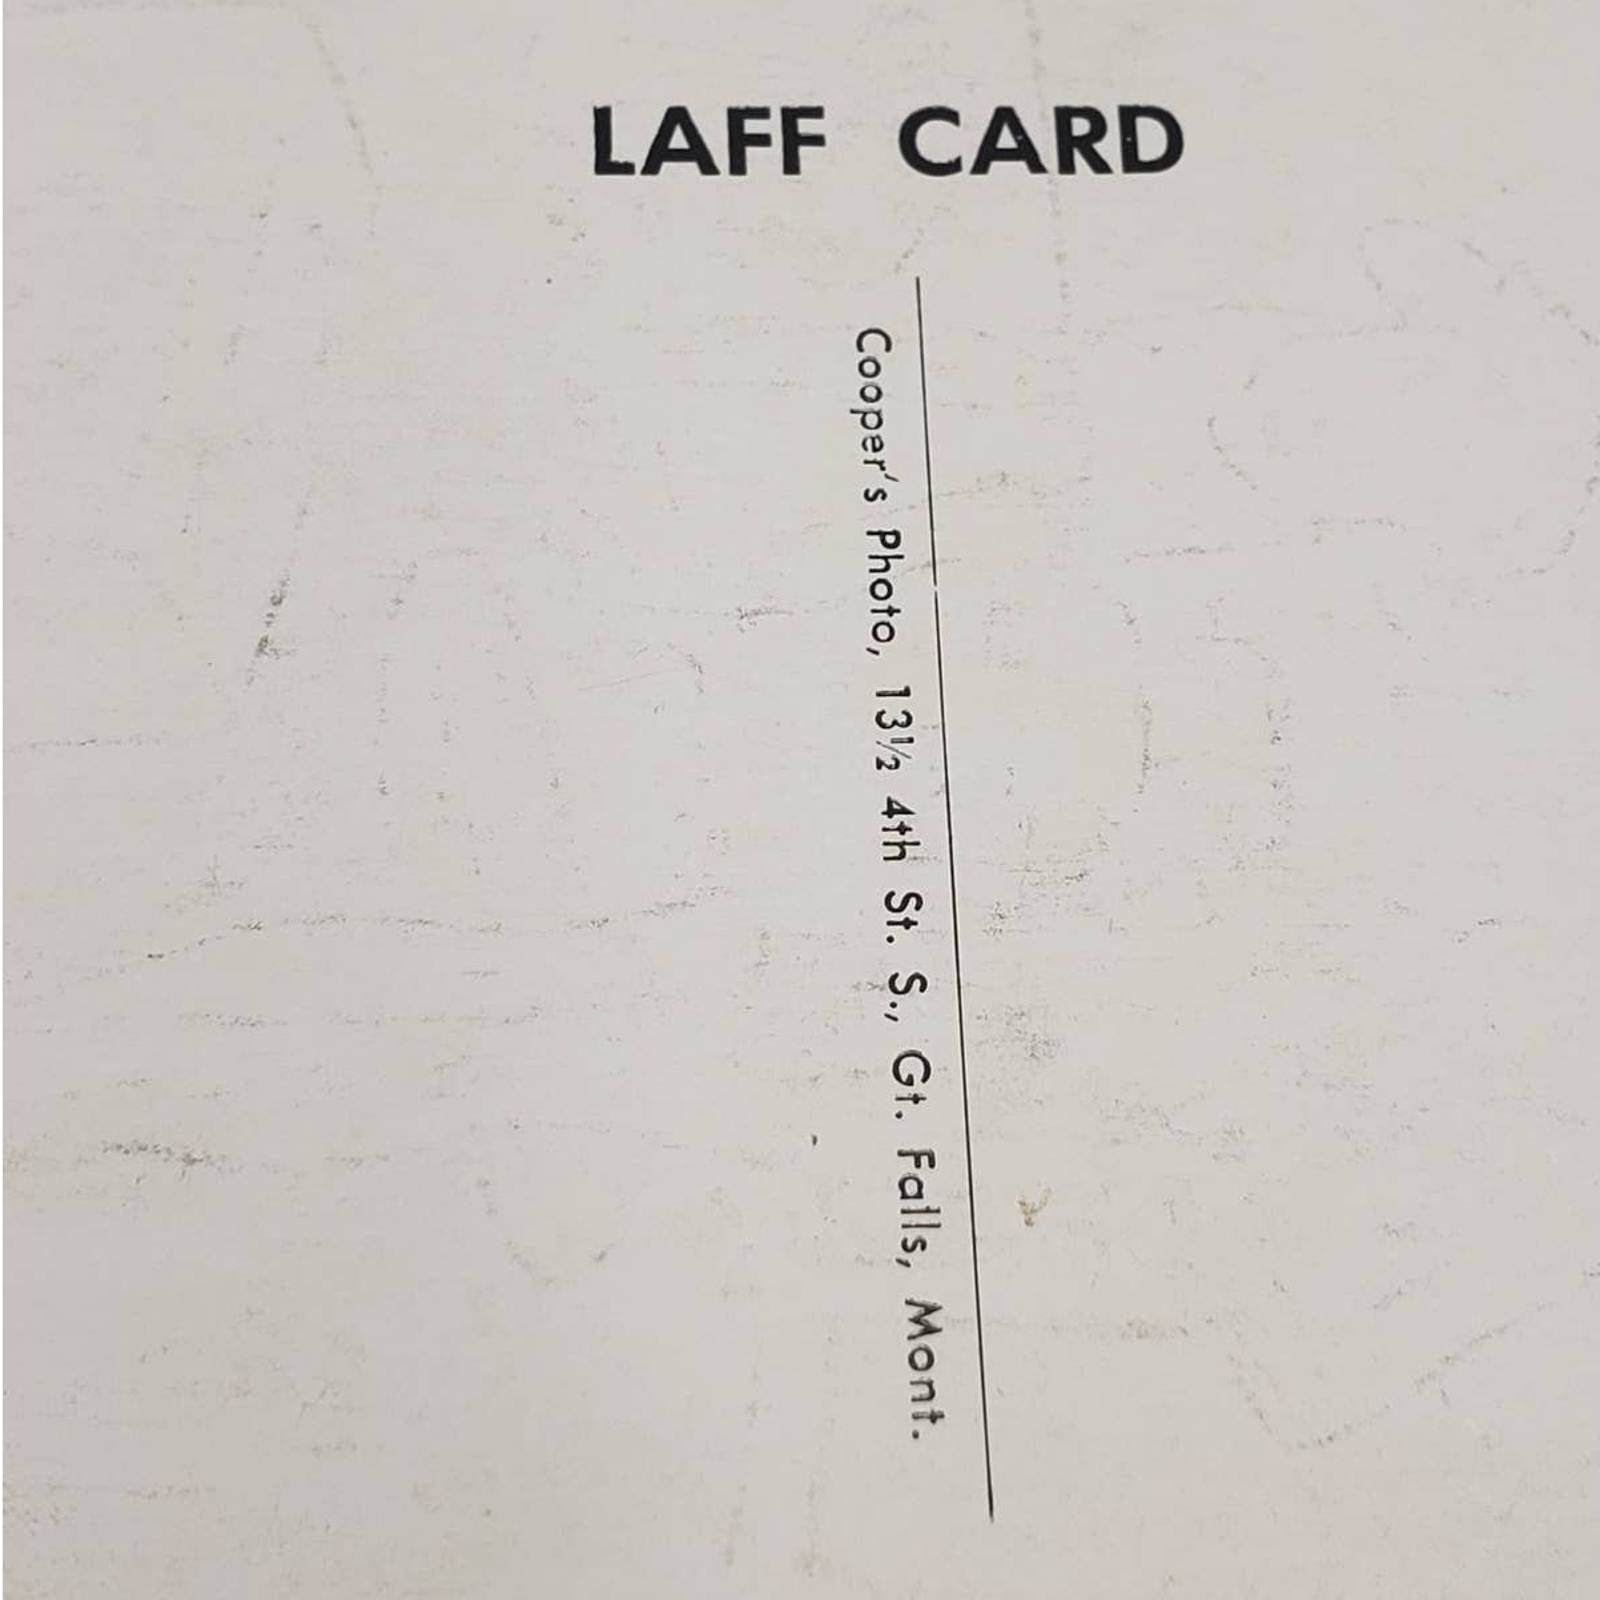 LAFF CARD
Cooper's Photo, 13½ 4th St. S., Gt. Falls, Mont.